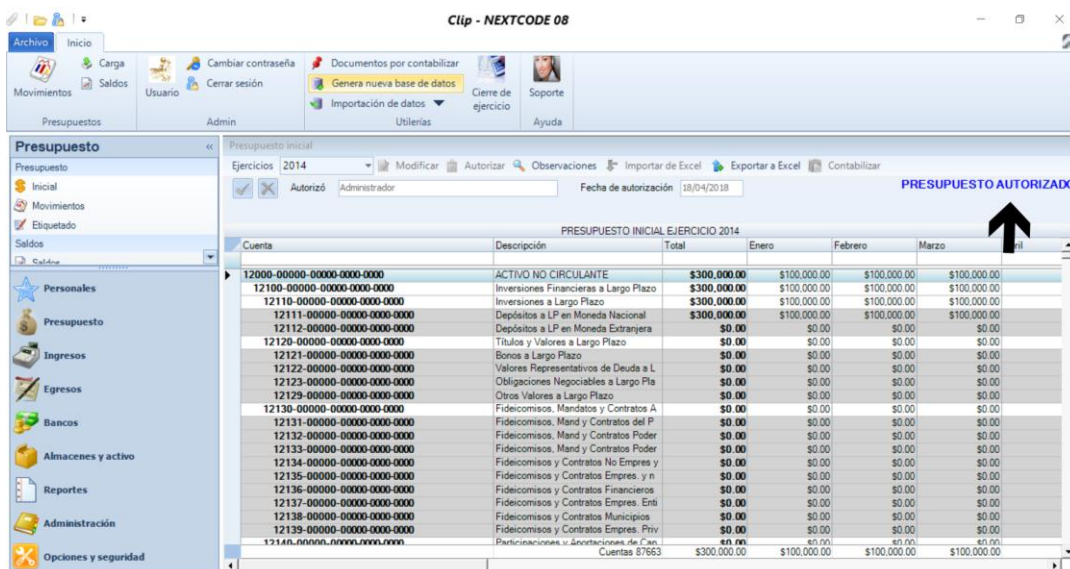 Clip - NEXTCODE 08
Archivo Inicio
Movimientos
Carga
Saldos
Presupuestos
Usuario
Cambiar contraseña
Cerrar sesión
Admin
Documentos por contabilizar
Genera nueva base de datos
Importación de datos
Cierre de ejercicio
Utilerías
Soporte
Ayuda
Presupuesto «
Presupuesto
Inicial
Movimientos
Etiquetado
Saldos
Saldos
Personales
Presupuesto
Ingresos
Egresos
Bancos
Almacenes y activo
Reportes
Administración
Opciones y seguridad
Presupuesto inicial
Ejercicios 2014 Modificar Autorizar Observaciones Importar de Excel Exportar a Excel Contabilizar
Autorizó Administrador Fecha de autorización 18/04/2018 PRESUPUESTO AUTORIZADO
PRESUPUESTO INICIAL EJERCICIO 2014
Cuenta Descripción Total Enero Febrero Marzo
12000-00000-00000-0000-0000 ACTIVO NO CIRCULANTE $300,000.00 $100,000.00 $100,000.00 $100,000.00
12100-00000-00000-0000-0000 Inversiones Financieras a Largo Plazo $300,000.00 $100,000.00 $100,000.00 $100,000.00
12110-00000-00000-0000-0000 Inversiones a Largo Plazo $300,000.00 $100,000.00 $100,000.00 $100,000.00
12111-00000-00000-0000-0000 Depósitos a LP en Moneda Nacional $300,000.00 $100,000.00 $100,000.00 $100,000.00
12112-00000-00000-0000-0000 Depósitos a LP en Moneda Extranjera $0.00 $0.00 $0.00 $0.00
12120-00000-00000-0000-0000 Títulos y Valores a Largo Plazo $0.00 $0.00 $0.00 $0.00
12121-00000-00000-0000-0000 Bonos a Largo Plazo $0.00 $0.00 $0.00 $0.00
12122-00000-00000-0000-0000 Valores Representativos de Deuda a L $0.00 $0.00 $0.00 $0.00
12123-00000-00000-0000-0000 Obligaciones Negociables a Largo Pla $0.00 $0.00 $0.00 $0.00
12129-00000-00000-0000-0000 Otros Valores a Largo Plazo $0.00 $0.00 $0.00 $0.00
12130-00000-00000-0000-0000 Fideicomisos, Mandatos y Contratos A $0.00 $0.00 $0.00 $0.00
12131-00000-00000-0000-0000 Fideicomisos, Mand y Contratos del P $0.00 $0.00 $0.00 $0.00
12132-00000-00000-0000-0000 Fideicomisos, Mand y Contratos Poder $0.00 $0.00 $0.00 $0.00
12133-00000-00000-0000-0000 Fideicomisos, Mand y Contratos Poder $0.00 $0.00 $0.00 $0.00
12134-00000-00000-0000-0000 Fideicomisos y Contratos No Empres y $0.00 $0.00 $0.00 $0.00
12135-00000-00000-0000-0000 Fideicomisos y Contratos Empres. y n $0.00 $0.00 $0.00 $0.00
12136-00000-00000-0000-0000 Fideicomisos y Contratos Financieros $0.00 $0.00 $0.00 $0.00
12137-00000-00000-0000-0000 Fideicomisos y Contratos Empres. Enti $0.00 $0.00 $0.00 $0.00
12138-00000-00000-0000-0000 Fideicomisos y Contratos Municipios $0.00 $0.00 $0.00 $0.00
12139-00000-00000-0000-0000 Fideicomisos y Contratos Empres. Priv $0.00 $0.00 $0.00 $0.00
12140-00000-00000-0000-0000 Participaciones y Aportaciones de Cap $0.00 $0.00 $0.00 $0.00
Cuentas 87663 $300,000.00 $100,000.00 $100,000.00 $100,000.00